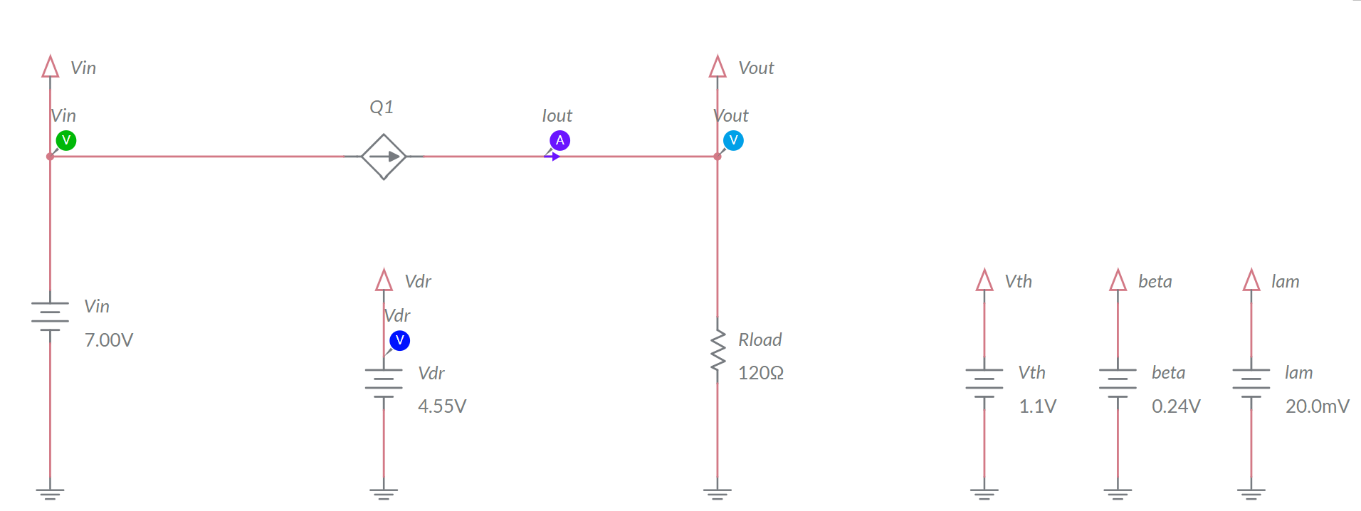 Vin
Vout
Vin
Q1
Iout
Vout
V
A
V
Vdr
Vth
beta
lam
Vin
7.00V
Vdr
V
Rload
120Ω
Vdr
4.55V
Vth
1.1V
beta
0.24V
lam
20.0mV